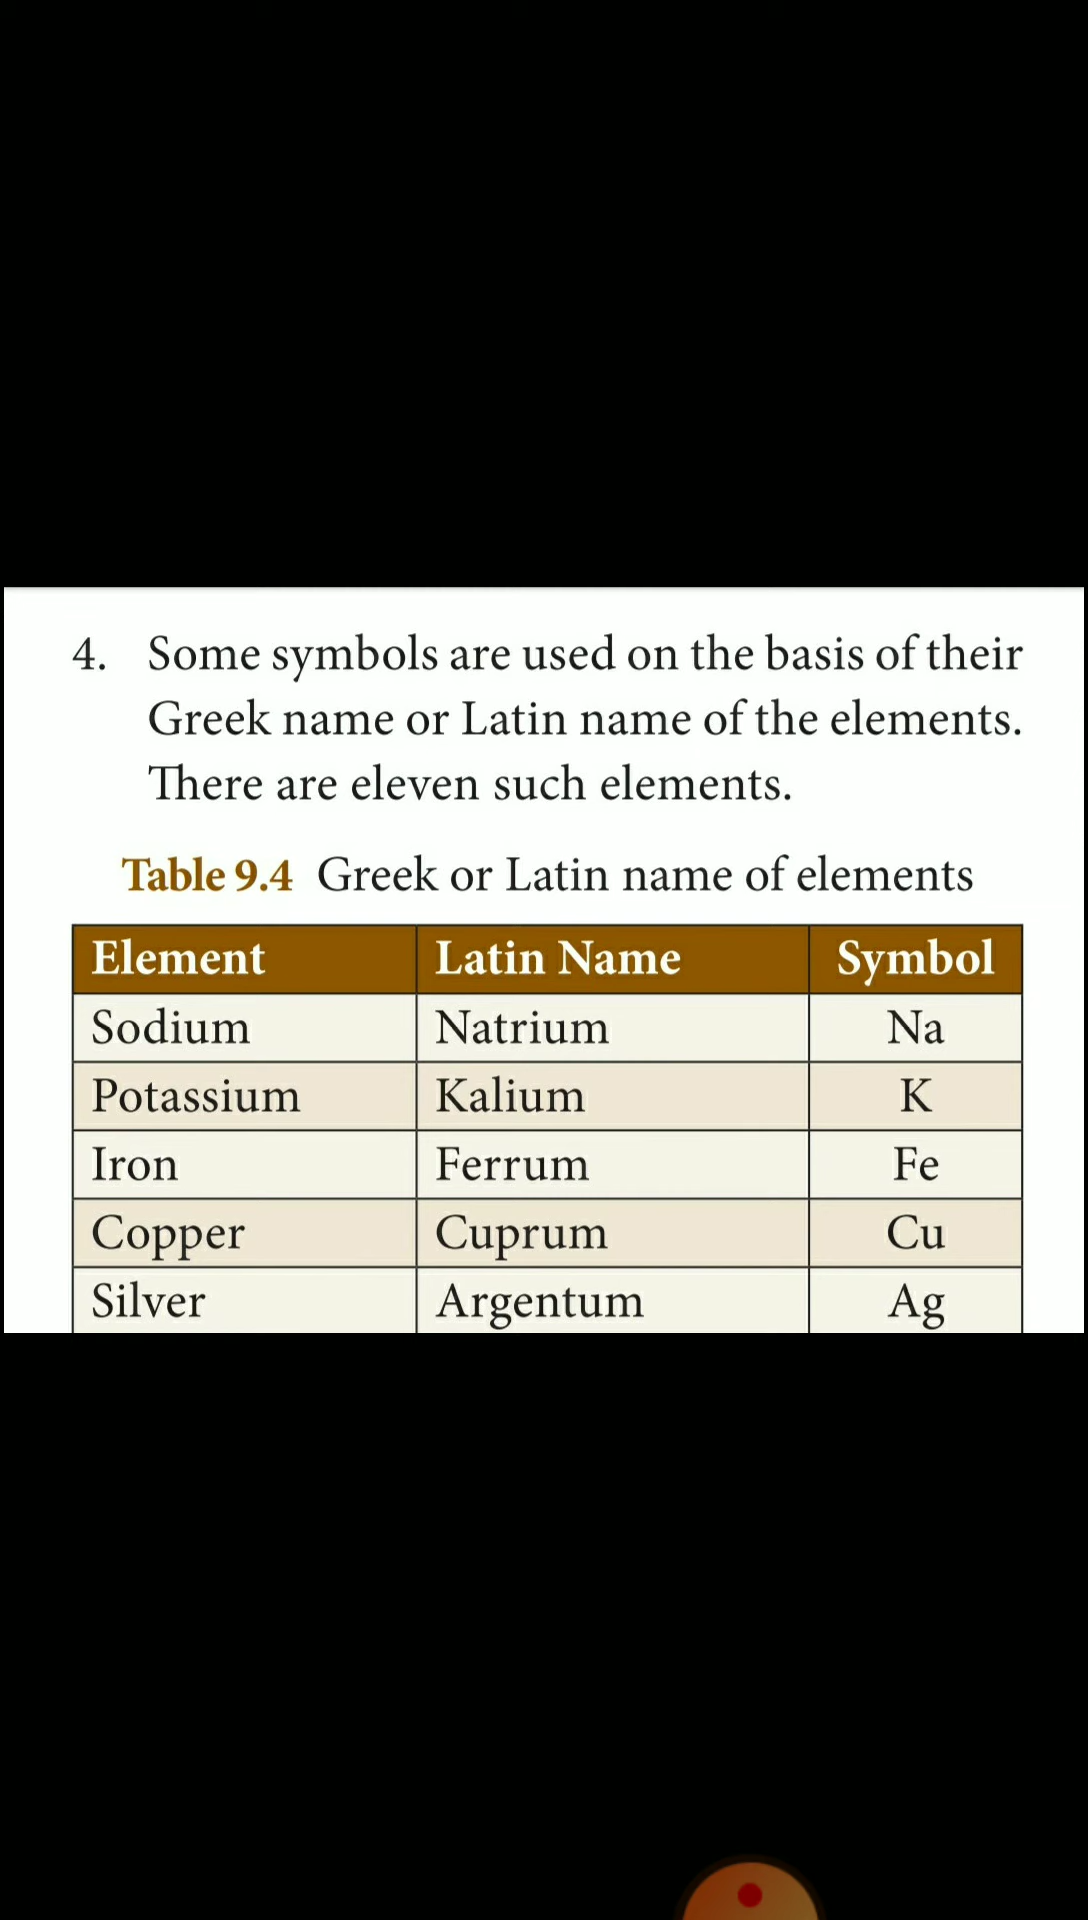 4. Some symbols are used on the basis of their
Greek name or Latin name of the elements.
There are eleven such elements.
Table 9.4 Greek or Latin name of elements
Element Latin Name Symbol
Sodium Natrium Na
Potassium Kalium K
Iron Ferrum Fe
Copper Cuprum Cu
Silver Argentum Ag